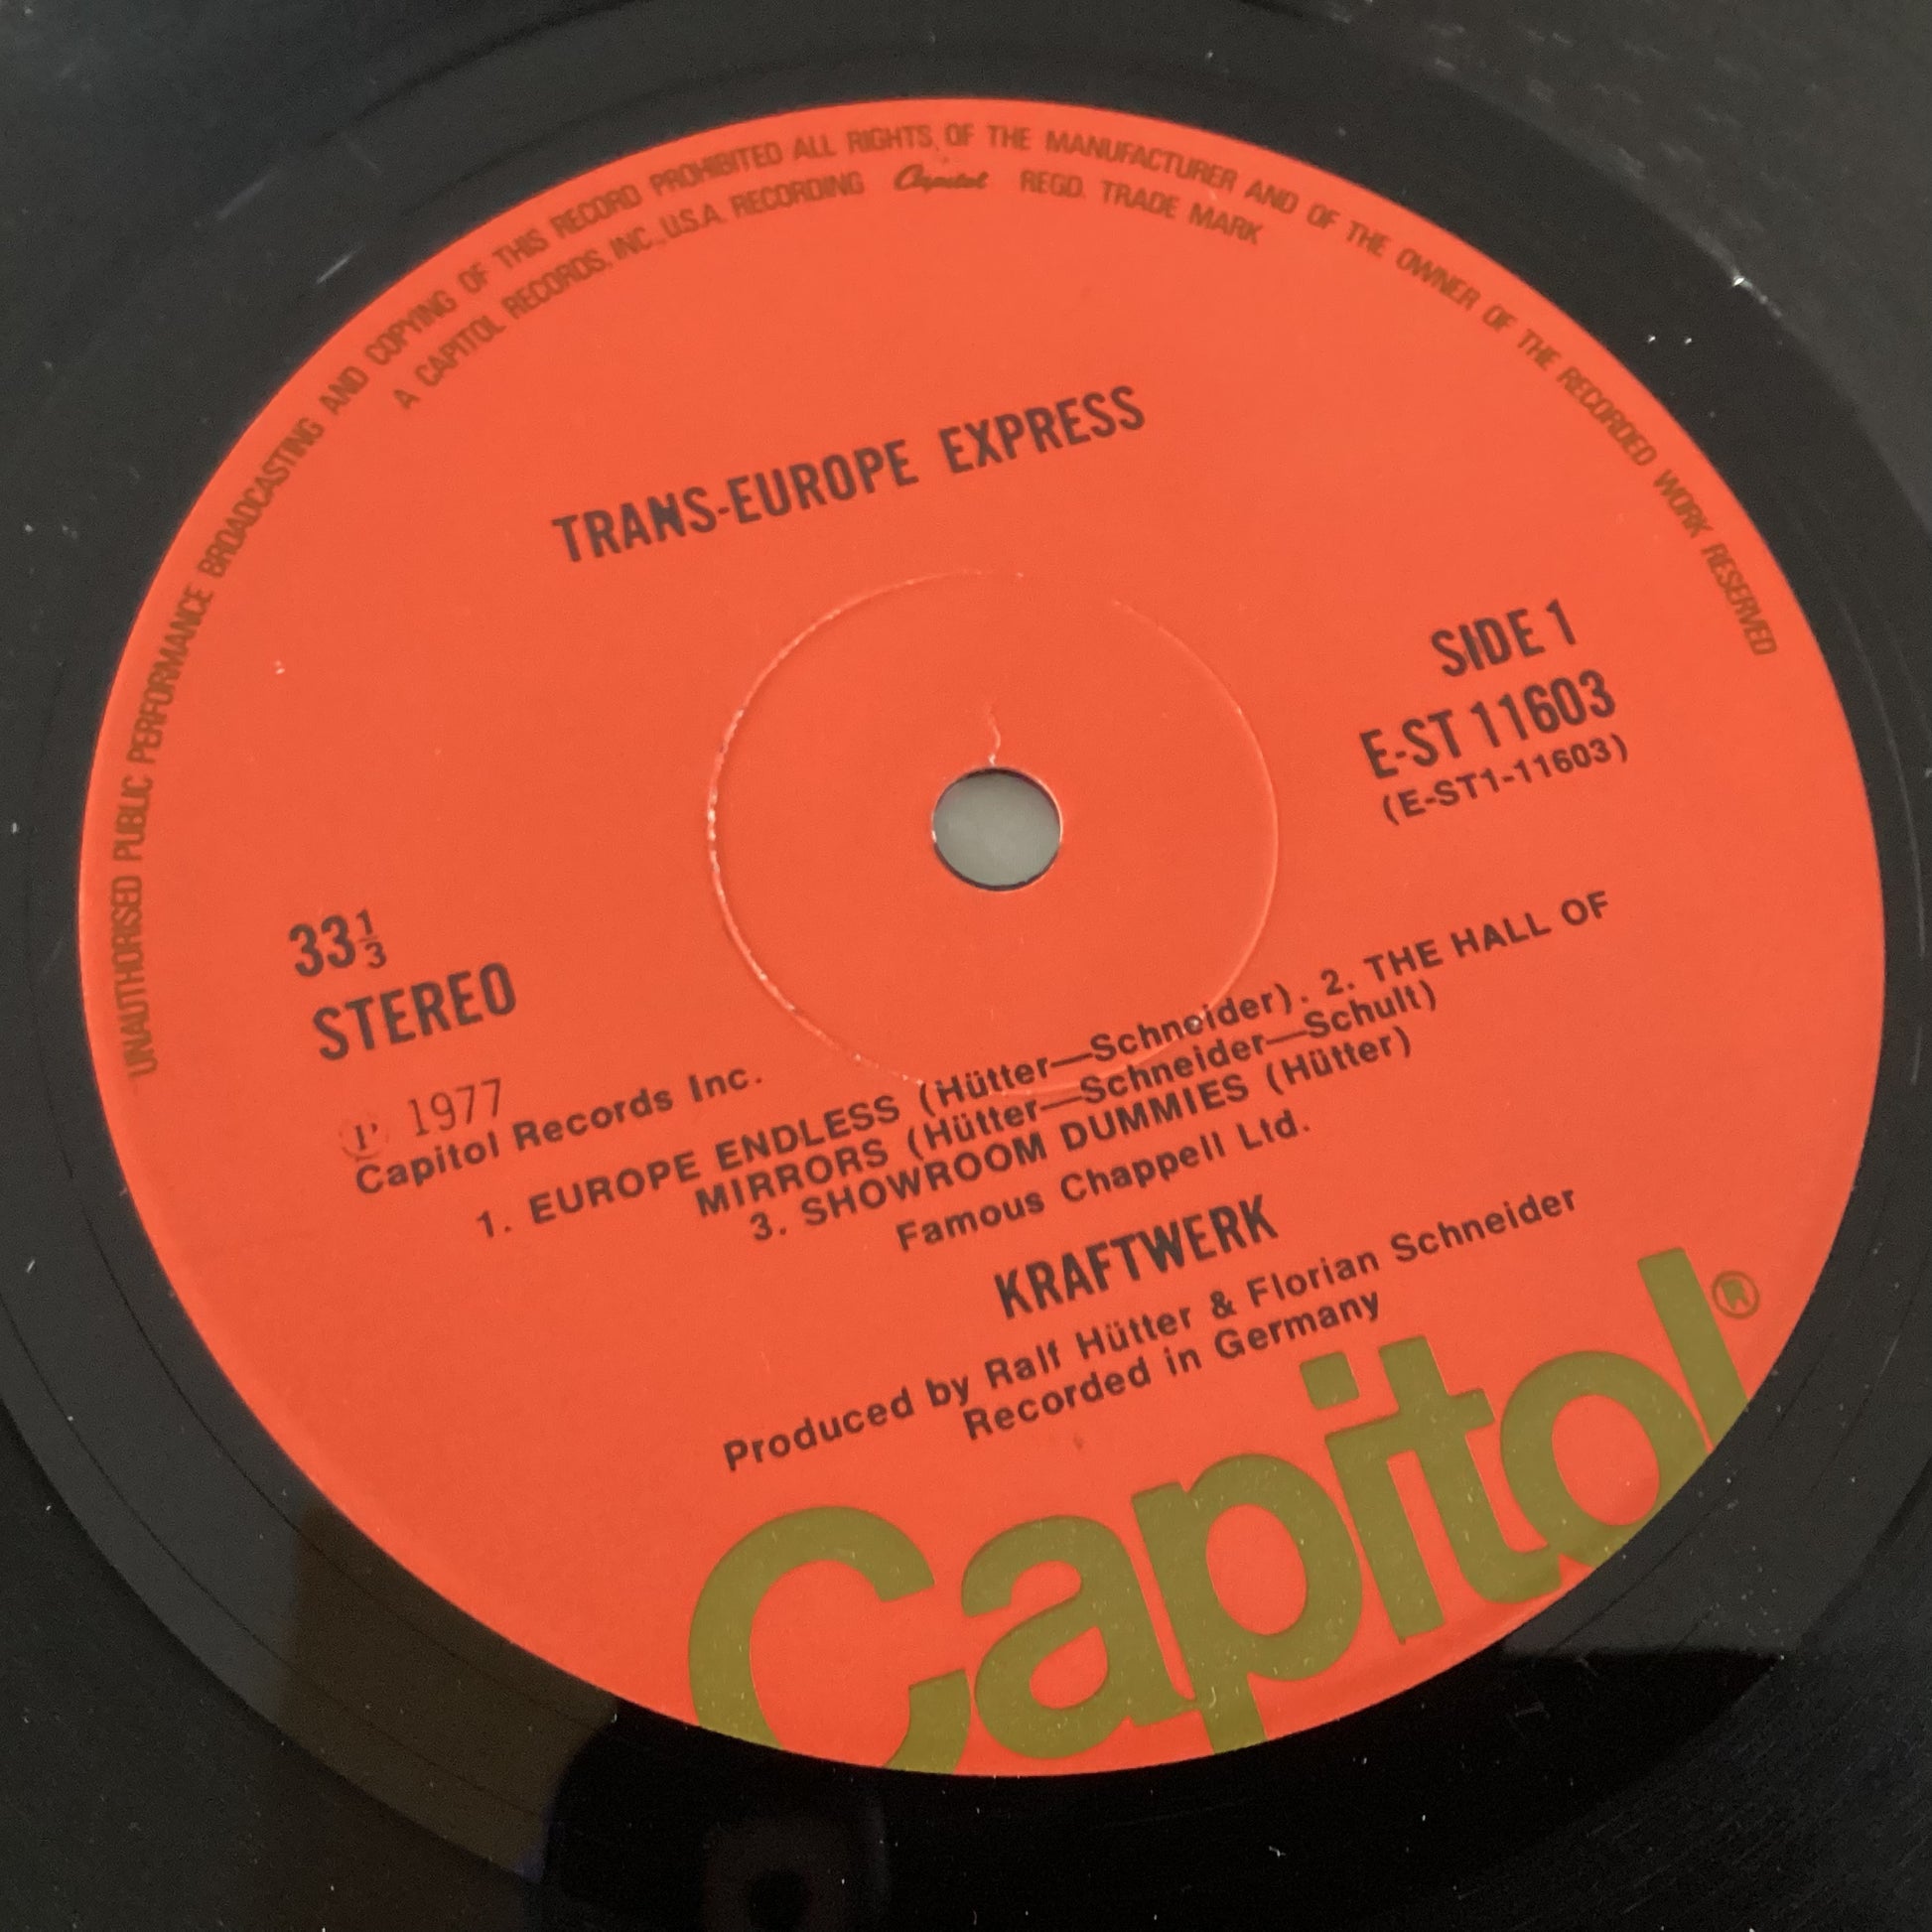 UNAUTHORISED PUBLIC PERFORMANCE BROADCASTING AND COPYING OF THIS RECORD PROHIBITED ALL RIGHTS OF THE MANUFACTURER AND OF THE OWNER OF THE RECORDED WORK RESERVED
A CAPITOL RECORDS, INC., U.S.A. RECORDING Capitol REGD. TRADE MARK
TRANS-EUROPE EXPRESS
SIDE 1
E-ST 11603
(E-ST1-11603)
33⅓
STEREO
℗ 1977
Capitol Records Inc.
1. EUROPE ENDLESS (Hütter—Schneider). 2. THE HALL OF
MIRRORS (Hütter—Schneider—Schult)
3. SHOWROOM DUMMIES (Hütter)
Famous Chappell Ltd.
KRAFTWERK
Produced by Ralf Hütter & Florian Schneider
Recorded in Germany
Capitol®